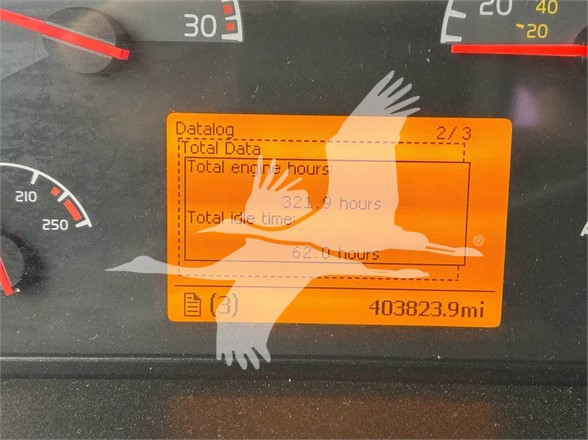 30
20
40
-20
Datalog 2/3
Total Data
Total engine hours:
321.9 hours
Total idle time:
62.0 hours
210
250
®
(3) 403823.9mi